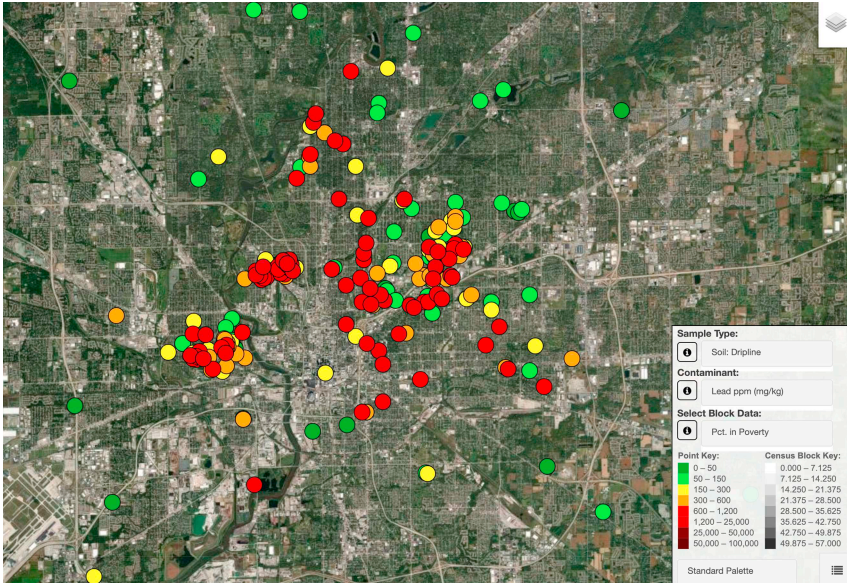 Sample Type:
Soil: Dripline
Contaminant:
Lead ppm (mg/kg)
Select Block Data:
Pct. in Poverty
Point Key: Census Block Key:
0 – 50 0.000 – 7.125
50 – 150 7.125 – 14.250
150 – 300 14.250 – 21.375
300 – 600 21.375 – 28.500
600 – 1,200 28.500 – 35.625
1,200 – 25,000 35.625 – 42.750
25,000 – 50,000 42.750 – 49.875
50,000 – 100,000 49.875 – 57.000
Standard Palette